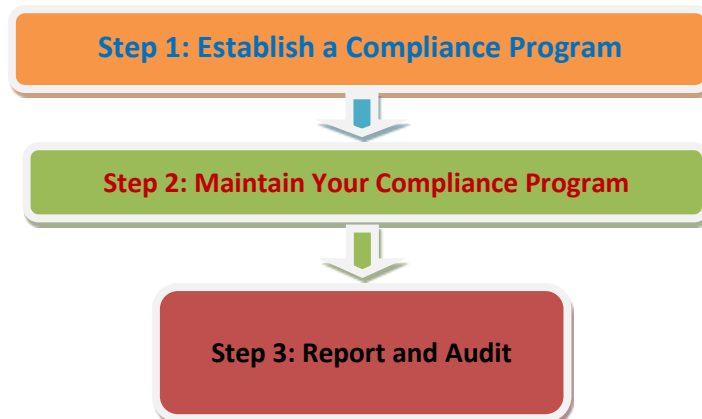 Step 1: Establish a Compliance Program
Step 2: Maintain Your Compliance Program
Step 3: Report and Audit